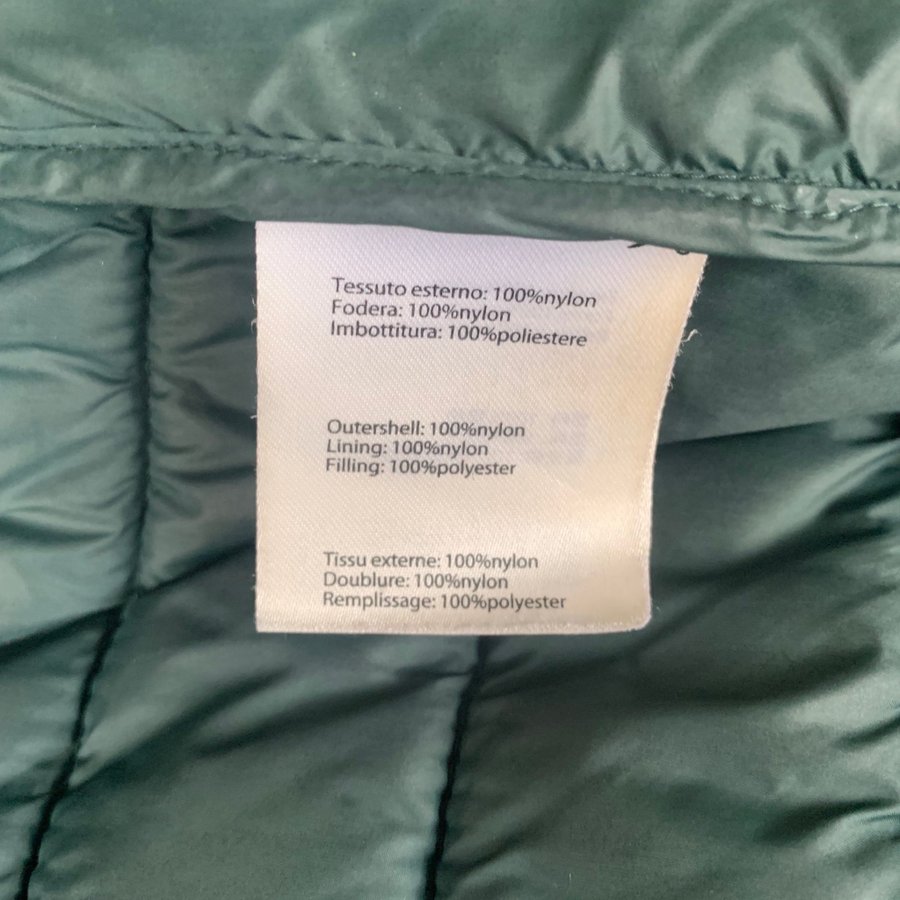 Tessuto esterno: 100%nylon
Fodera: 100%nylon
Imbottitura: 100%poliestere
Outershell: 100%nylon
Lining: 100%nylon
Filling: 100%polyester
Tissu externe: 100%nylon
Doublure: 100%nylon
Remplissage: 100%polyester